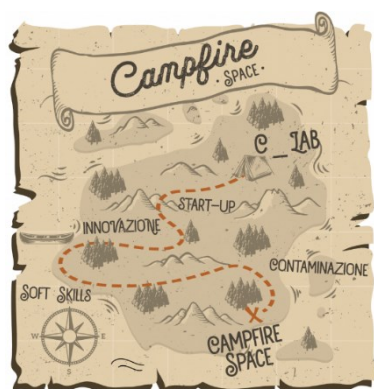 Campfire
• SPACE •
C_LAB
START-UP
INNOVAZIONE
CONTAMINAZIONE
SOFT SKILLS
W E
S
CAMPFIRE
SPACE